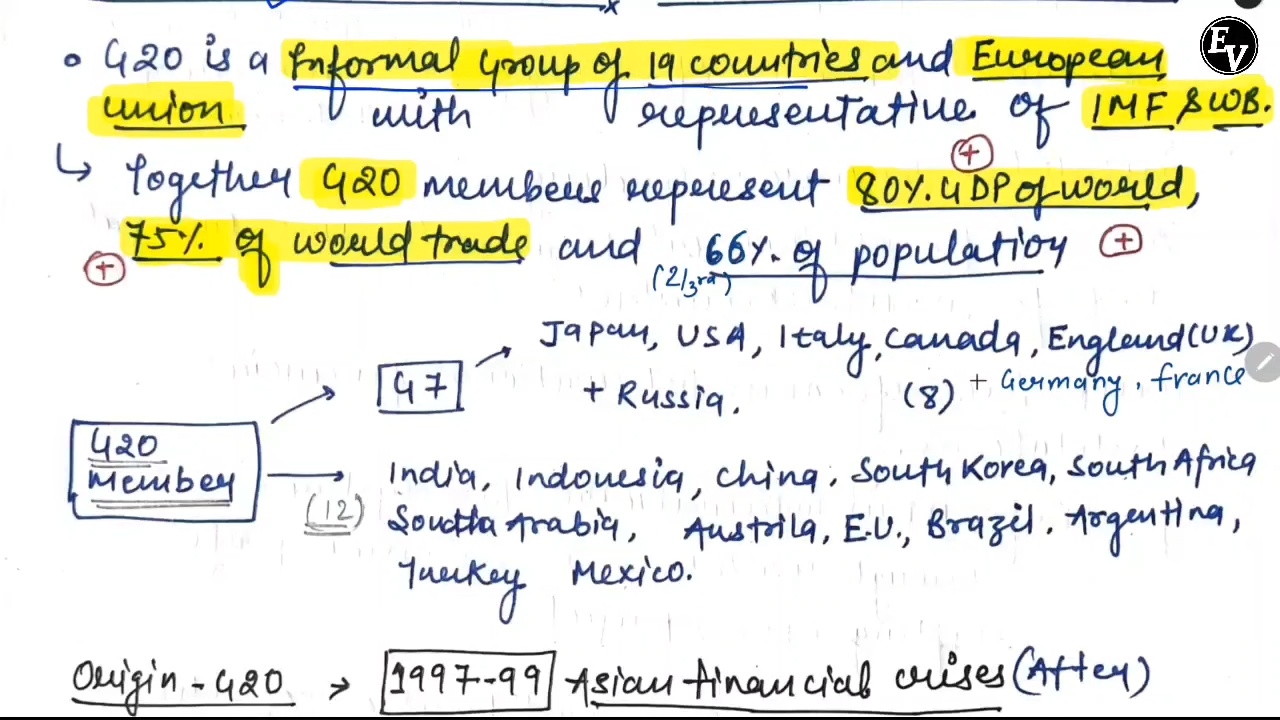 EV
• G20 is a Informal Group of 19 countries and European
union with representative of IMF & WB.
↳ Together G20 members represent 80% GDP of world,
75% of world trade and 66% of population
(2/3rd)
G7 → Japan, USA, Italy, Canada, England(UK)
+ Russia. (8) + Germany, France
G20
Member
India, Indonesia, China, South Korea, South Africa
(12) Soudha Arabia, Austrila, E.U., Brazil, Argentina,
Turkey Mexico.
Origin - G20 > 1997-99 Asian financial crises (After)